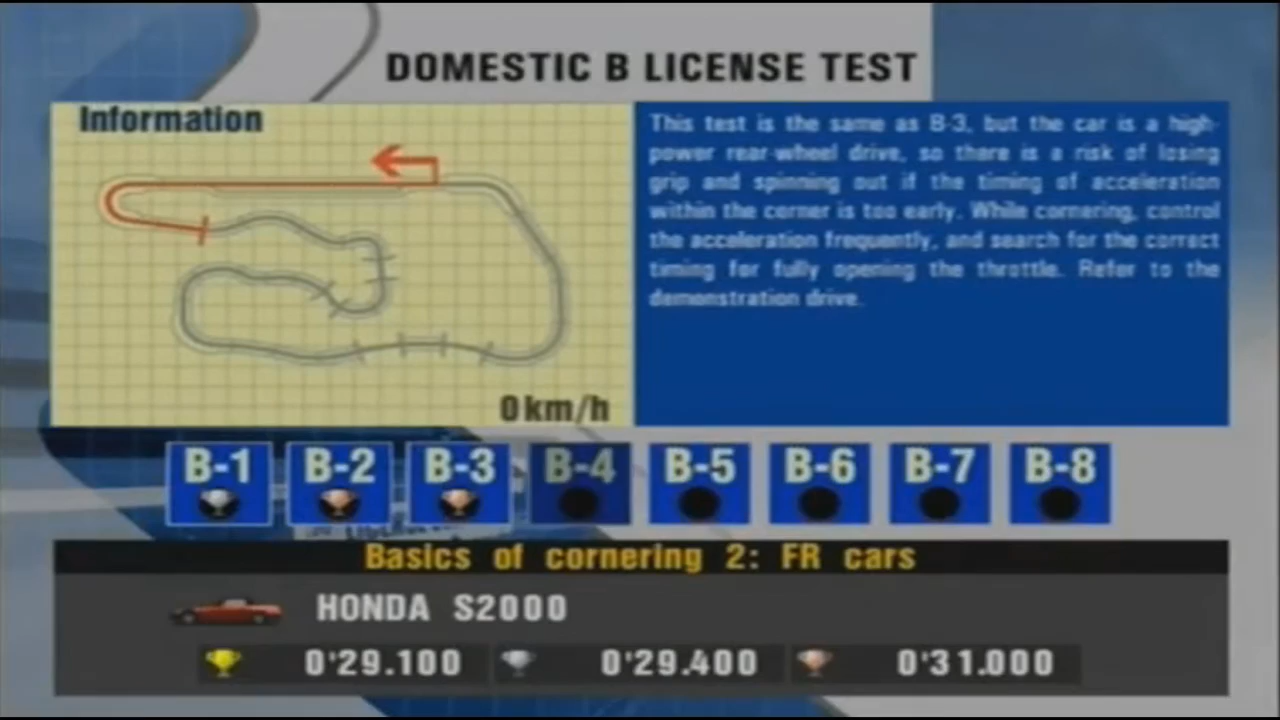 DOMESTIC B LICENSE TEST
Information
This test is the same as B-3, but the car is a high-
power rear-wheel drive, so there is a risk of losing
grip and spinning out if the timing of acceleration
within the corner is too early. While cornering, control
the acceleration frequently, and search for the correct
timing for fully opening the throttle. Refer to the
demonstration drive.
0km/h
B-1 B-2 B-3 B-4 B-5 B-6 B-7 B-8
Basics of cornering 2: FR cars
HONDA S2000
0'29.100 0'29.400 0'31.000